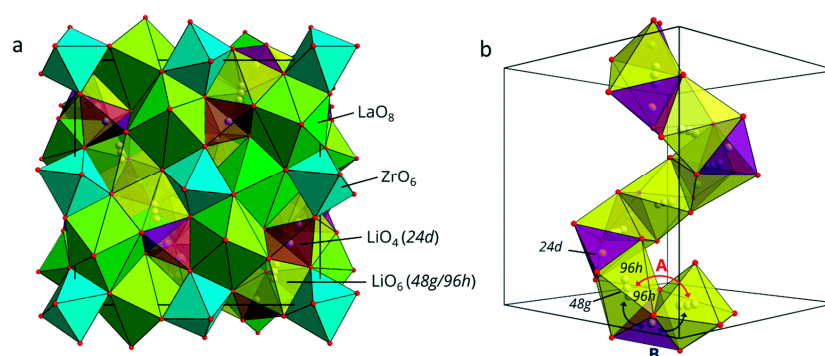 a
LaO₈
ZrO₆
LiO₄ (24d)
LiO₆ (48g/96h)
b
24d
96h
A
48g
96h
B